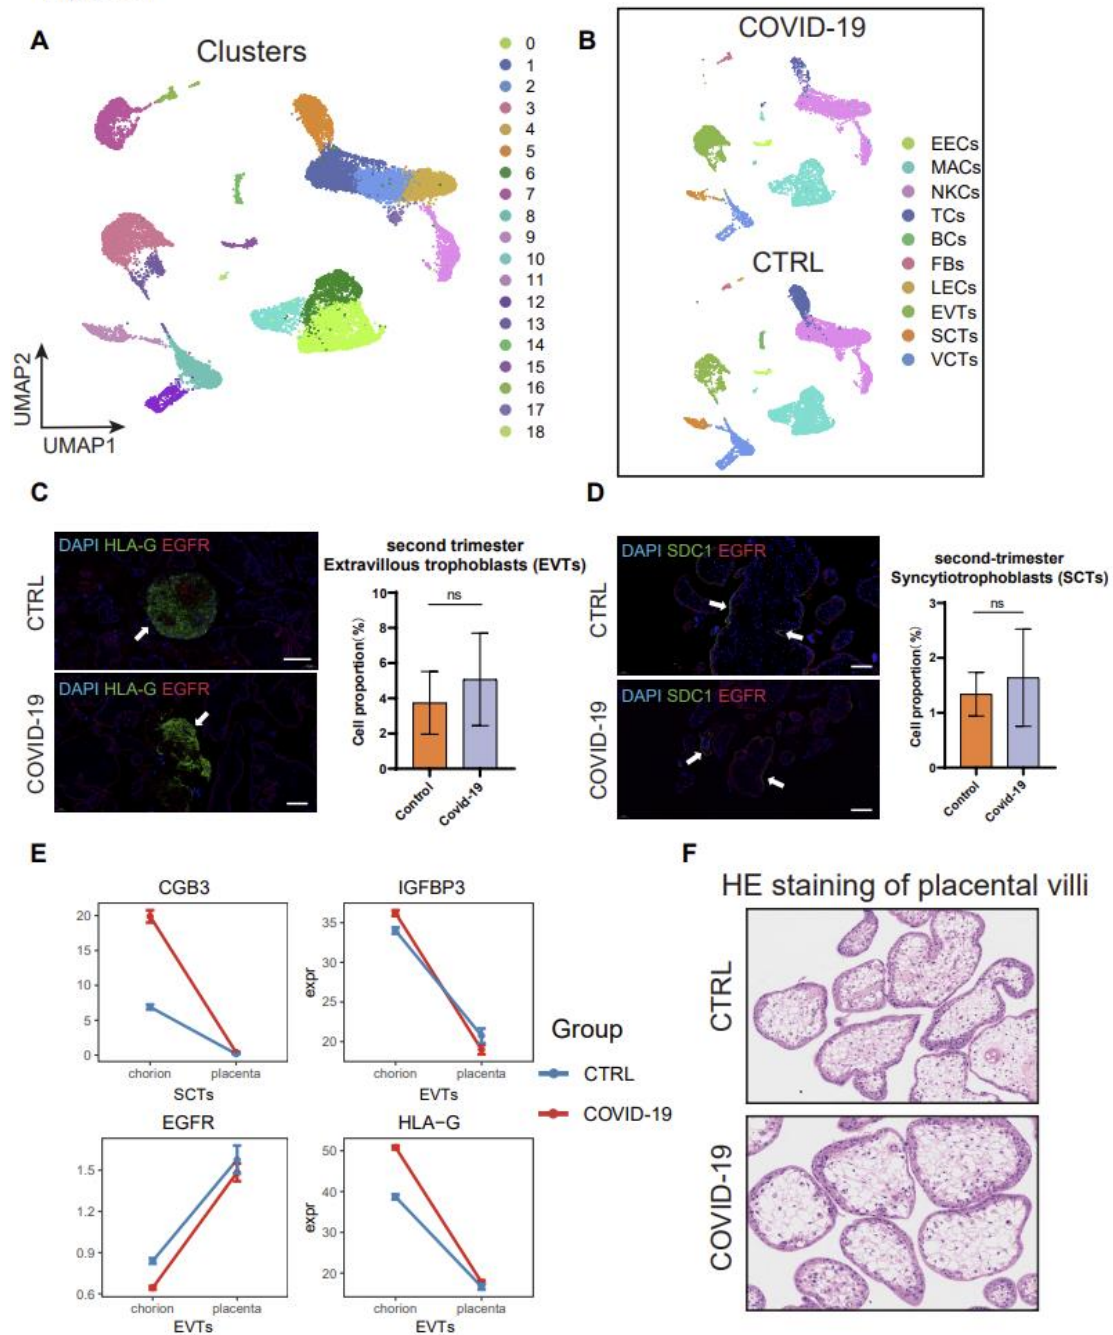 A
Clusters
UMAP2
UMAP1
0
1
2
3
4
5
6
7
8
9
10
11
12
13
14
15
16
17
18
B
COVID-19
CTRL
EECs
MACs
NKCs
TCs
BCs
FBs
LECs
EVTs
SCTs
VCTs
C
DAPI HLA-G EGFR
CTRL
DAPI HLA-G EGFR
COVID-19
second trimester
Extravillous trophoblasts (EVTs)
ns
Cell proportion(%)
10
8
6
4
2
0
Control
Covid-19
D
DAPI SDC1 EGFR
CTRL
DAPI SDC1 EGFR
COVID-19
second-trimester
Syncytiotrophoblasts (SCTs)
ns
Cell proportion(%)
3
2
1
0
Control
Covid-19
E
CGB3
20
15
10
5
0
chorion placenta
SCTs
IGFBP3
expr
35
30
25
20
chorion placenta
EVTs
EGFR
1.5
1.2
0.9
0.6
chorion placenta
EVTs
HLA-G
expr
50
40
30
20
chorion placenta
EVTs
Group
CTRL
COVID-19
F
HE staining of placental villi
CTRL
COVID-19